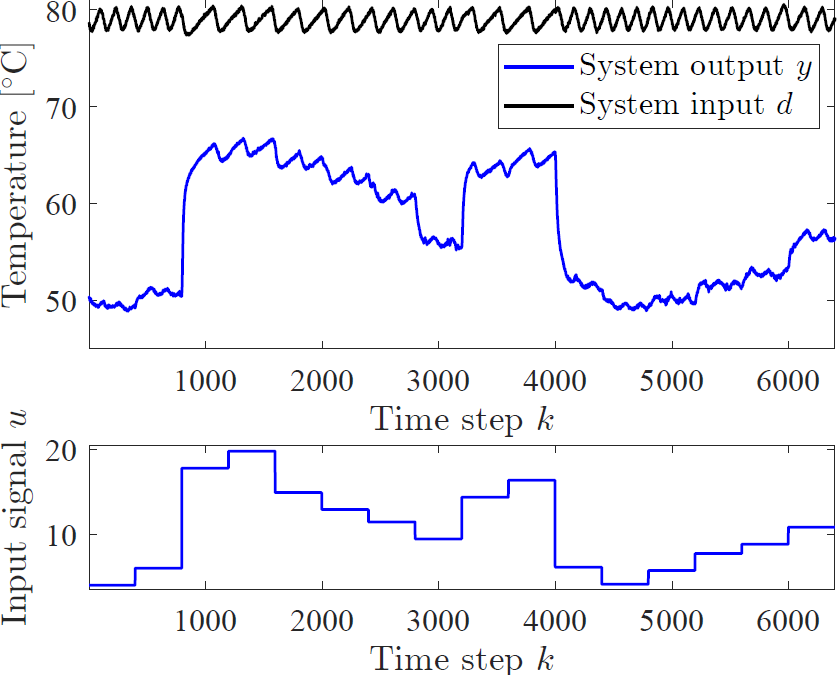 80
70
60
50
Temperature [°C]
System output y
System input d
1000 2000 3000 4000 5000 6000
Time step k
20
10
Input signal u
1000 2000 3000 4000 5000 6000
Time step k